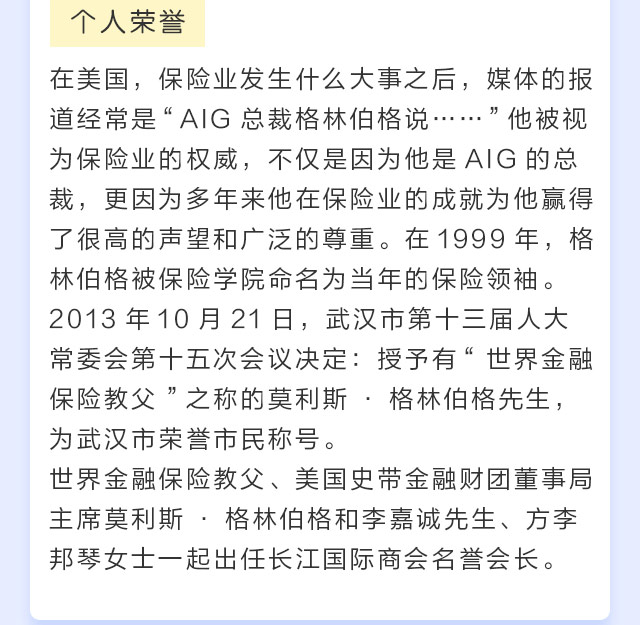 个人荣誉
在美国，保险业发生什么大事之后，媒体的报
道经常是“AIG 总裁格林伯格说……”他被视
为保险业的权威，不仅是因为他是 AIG 的总
裁，更因为多年来他在保险业的成就为他赢得
了很高的声望和广泛的尊重。在 1999 年，格
林伯格被保险学院命名为当年的保险领袖。
2013 年 10 月 21 日，武汉市第十三届人大
常委会第十五次会议决定：授予有“ 世界金融
保险教父 ”之称的莫利斯 · 格林伯格先生，
为武汉市荣誉市民称号。
世界金融保险教父、美国史带金融财团董事局
主席莫利斯 · 格林伯格和李嘉诚先生、方李
邦琴女士一起出任长江国际商会名誉会长。